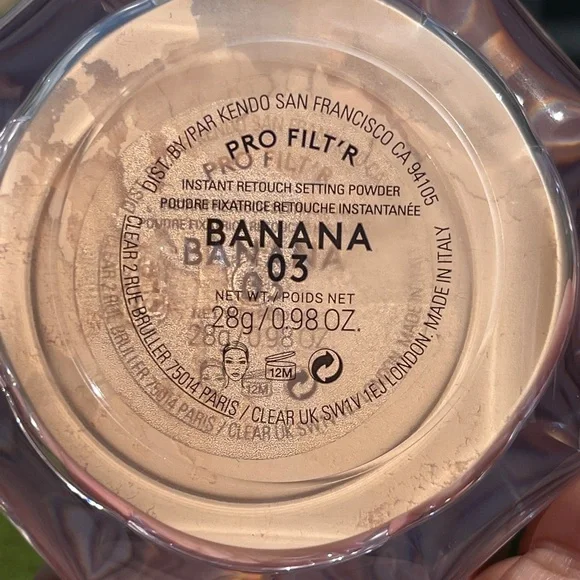 DIST. BY/PAR KENDO SAN FRANCISCO CA 94105
PRO FILT'R
INSTANT RETOUCH SETTING POWDER
POUDRE FIXATRICE RETOUCHE INSTANTANÉE
BANANA
03
NET WT./POIDS NET
28g/0.98 OZ.
12M
CLEAR 2 RUE BRULLER 75014 PARIS / CLEAR UK SW1V 1EJ LONDON. MADE IN ITALY